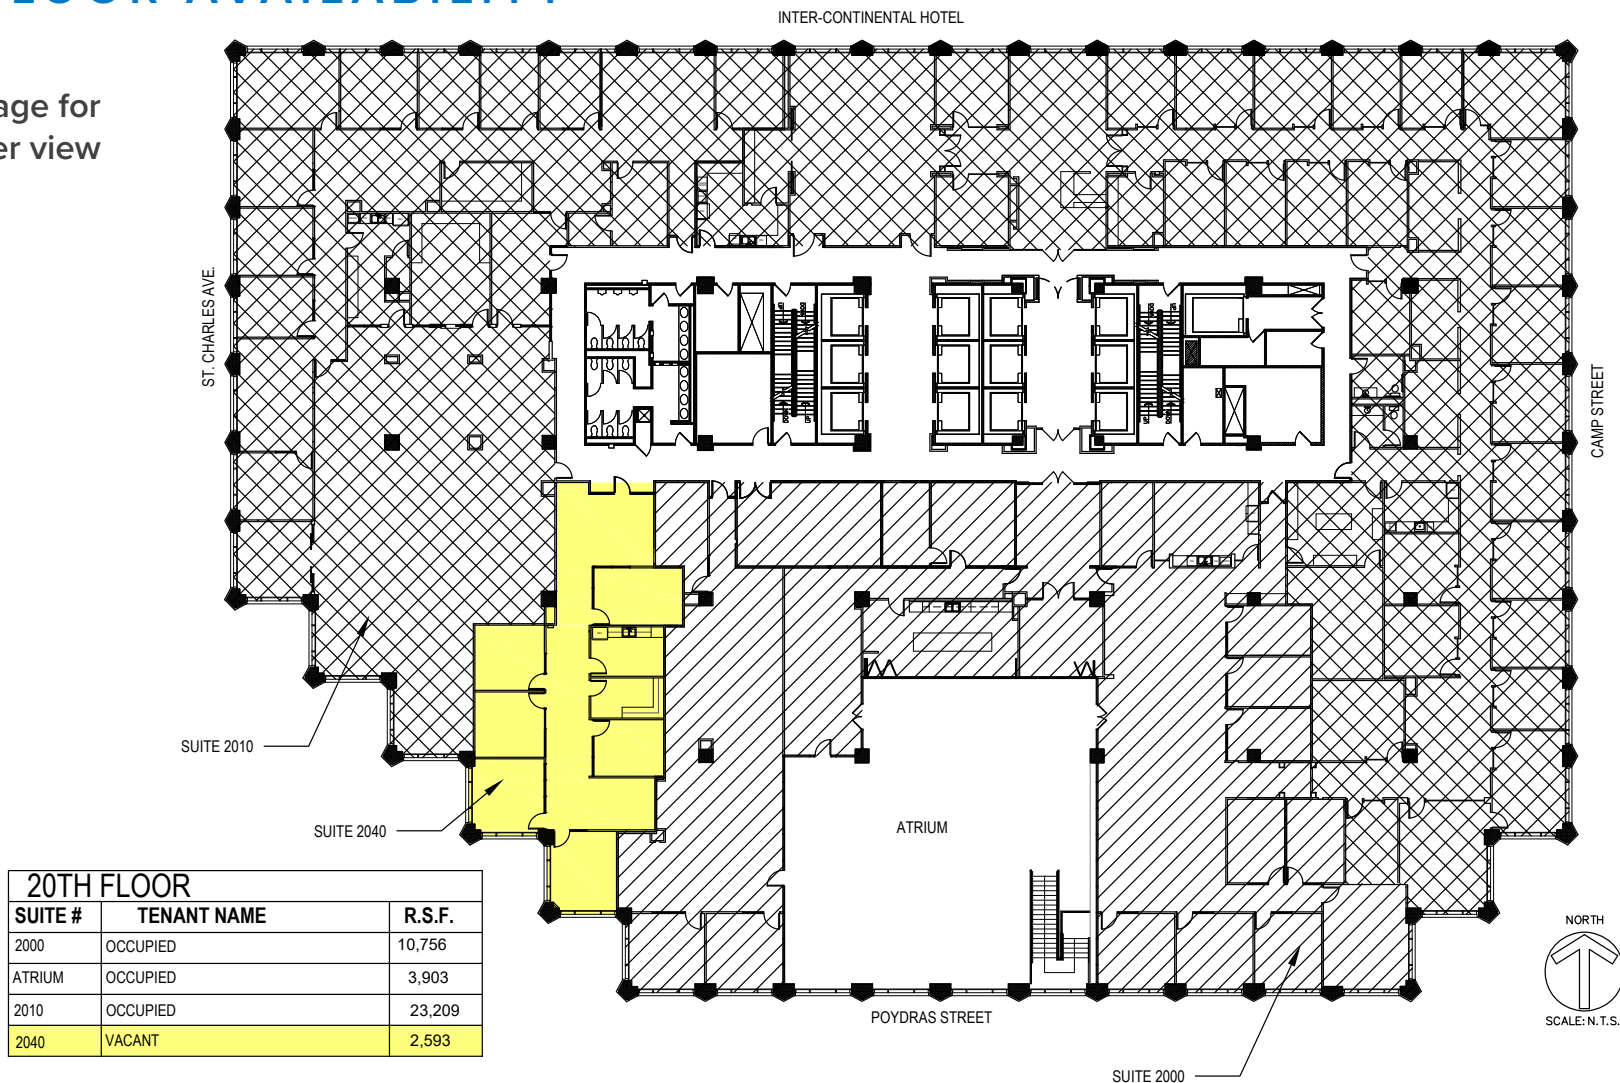 INTER-CONTINENTAL HOTEL
ST. CHARLES AVE.
CAMP STREET
SUITE 2010
SUITE 2040
ATRIUM
POYDRAS STREET
SUITE 2000
NORTH
SCALE: N.T.S.
20TH FLOOR
SUITE # TENANT NAME R.S.F.
2000 OCCUPIED 10,756
ATRIUM OCCUPIED 3,903
2010 OCCUPIED 23,209
2040 VACANT 2,593
for
view